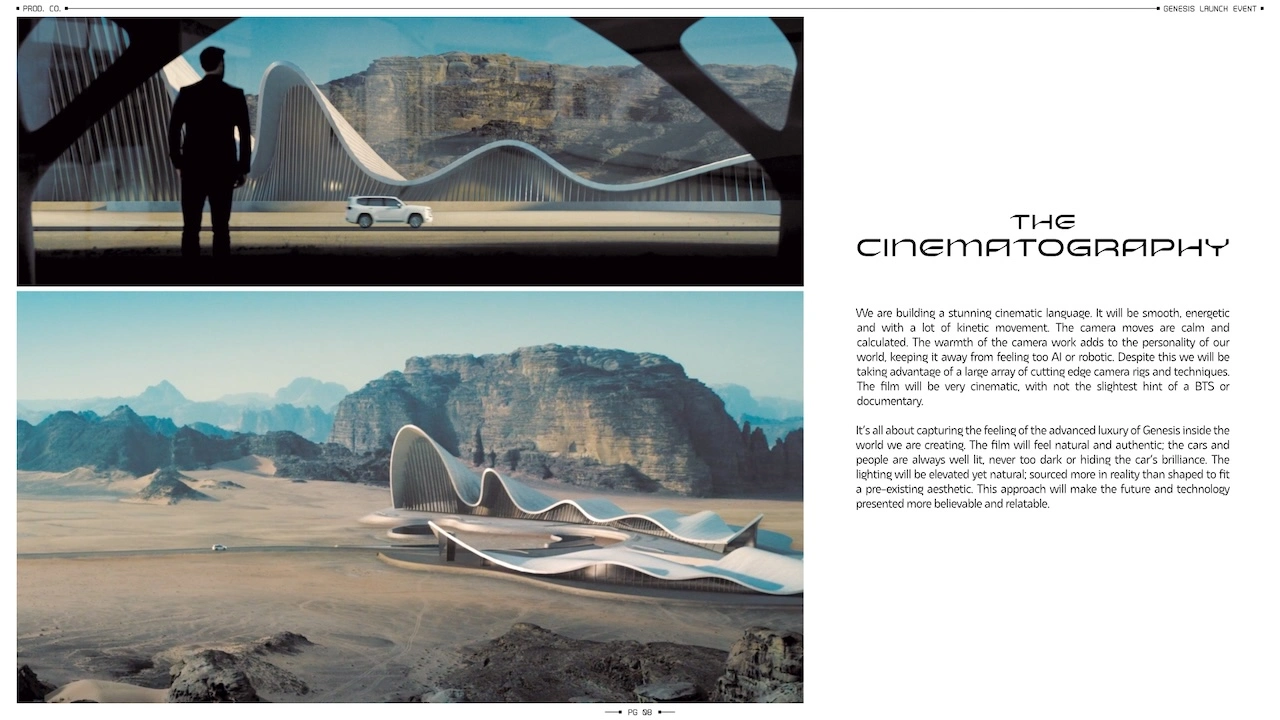 PROD. CO.
GENESIS LAUNCH EVENT
THE
CINEMATOGRAPHY
We are building a stunning cinematic language. It will be smooth, energetic
and with a lot of kinetic movement. The camera moves are calm and
calculated. The warmth of the camera work adds to the personality of our
world, keeping it away from feeling too AI or robotic. Despite this we will be
taking advantage of a large array of cutting edge camera rigs and techniques.
The film will be very cinematic, with not the slightest hint of a BTS or
documentary.
It's all about capturing the feeling of the advanced luxury of Genesis inside the
world we are creating. The film will feel natural and authentic; the cars and
people are always well lit, never too dark or hiding the car's brilliance. The
lighting will be elevated yet natural; sourced more in reality than shaped to fit
a pre-existing aesthetic. This approach will make the future and technology
presented more believable and relatable.
PG 08